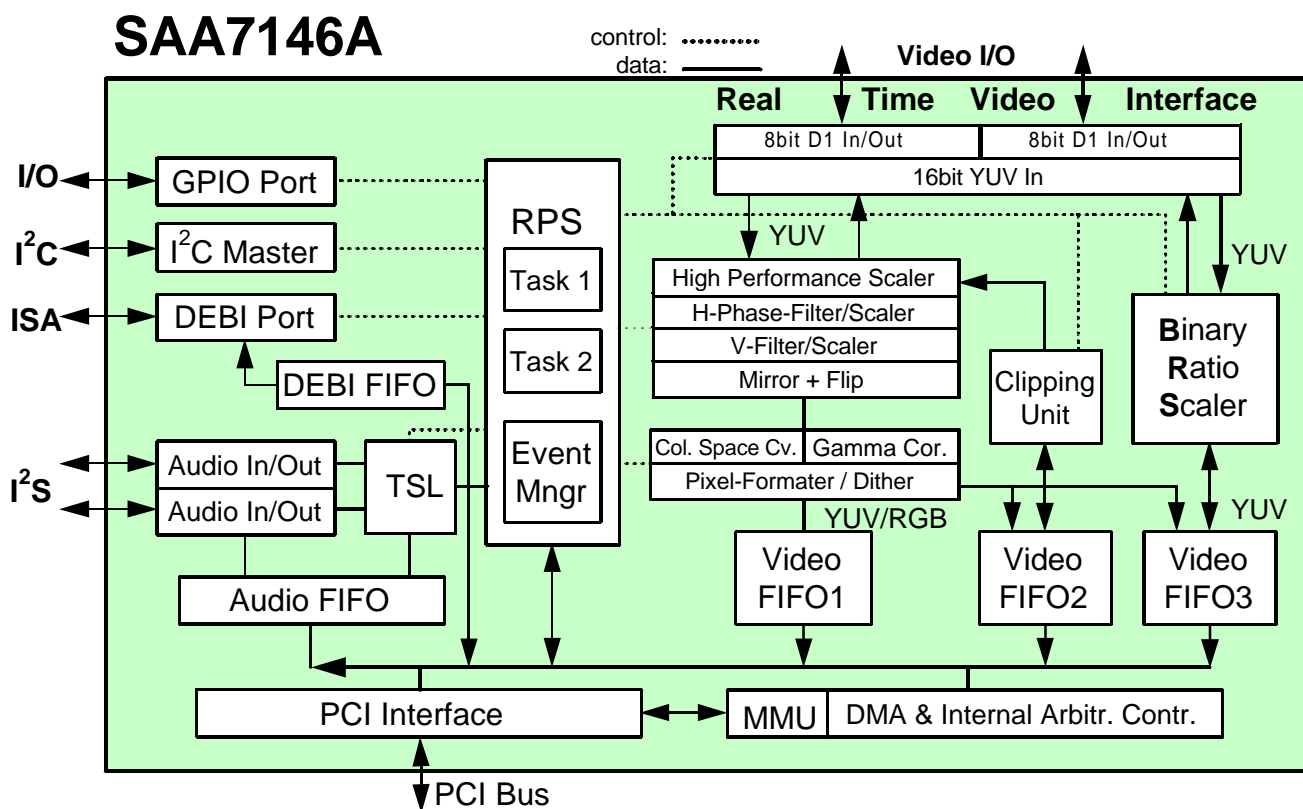 SAA7146A
control:
data:
Video I/O
Real Time Video Interface
8bit D1 In/Out
8bit D1 In/Out
16bit YUV In
I/O
GPIO Port
I²C
I²C Master
ISA
DEBI Port
DEBI FIFO
I²S
Audio In/Out
Audio In/Out
TSL
Audio FIFO
RPS
Task 1
Task 2
Event
Mngr
YUV
High Performance Scaler
H-Phase-Filter/Scaler
V-Filter/Scaler
Mirror + Flip
Col. Space Cv.
Gamma Cor.
Pixel-Formater / Dither
YUV/RGB
Clipping
Unit
YUV
Binary
Ratio
Scaler
YUV
Video
FIFO1
Video
FIFO2
Video
FIFO3
PCI Interface
MMU
DMA & Internal Arbitr. Contr.
PCI Bus